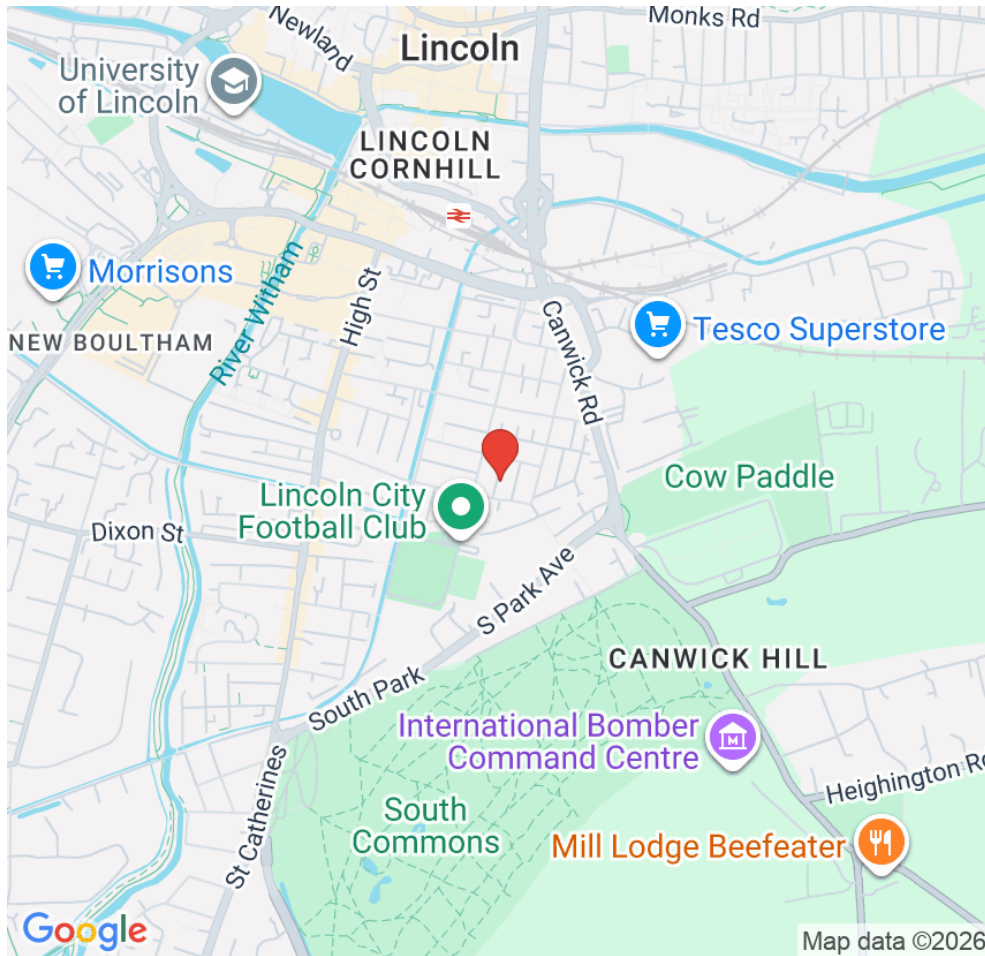 Monks Rd
Newland
Lincoln
University
of Lincoln
LINCOLN
CORNHILL
Morrisons
River Witham
High St
Canwick Rd
Tesco Superstore
NEW BOULTHAM
Cow Paddle
Lincoln City
Football Club
Dixon St
S Park Ave
CANWICK HILL
South Park
International Bomber
Command Centre
Heighington Rd
St Catherines
South
Commons
Mill Lodge Beefeater
Google
Map data ©2026